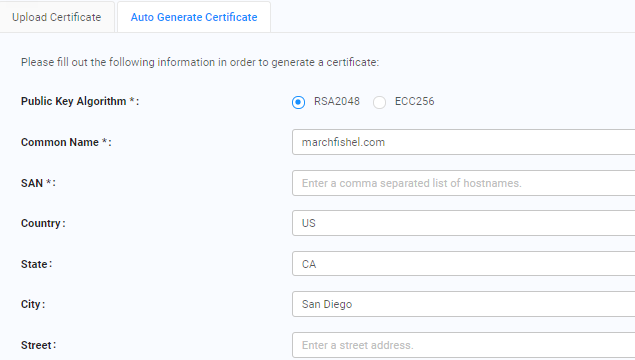 Upload Certificate Auto Generate Certificate
Please fill out the following information in order to generate a certificate:
Public Key Algorithm *: RSA2048 ECC256
Common Name *: marchfishel.com
SAN *: Enter a comma separated list of hostnames.
Country: US
State: CA
City: San Diego
Street: Enter a street address.